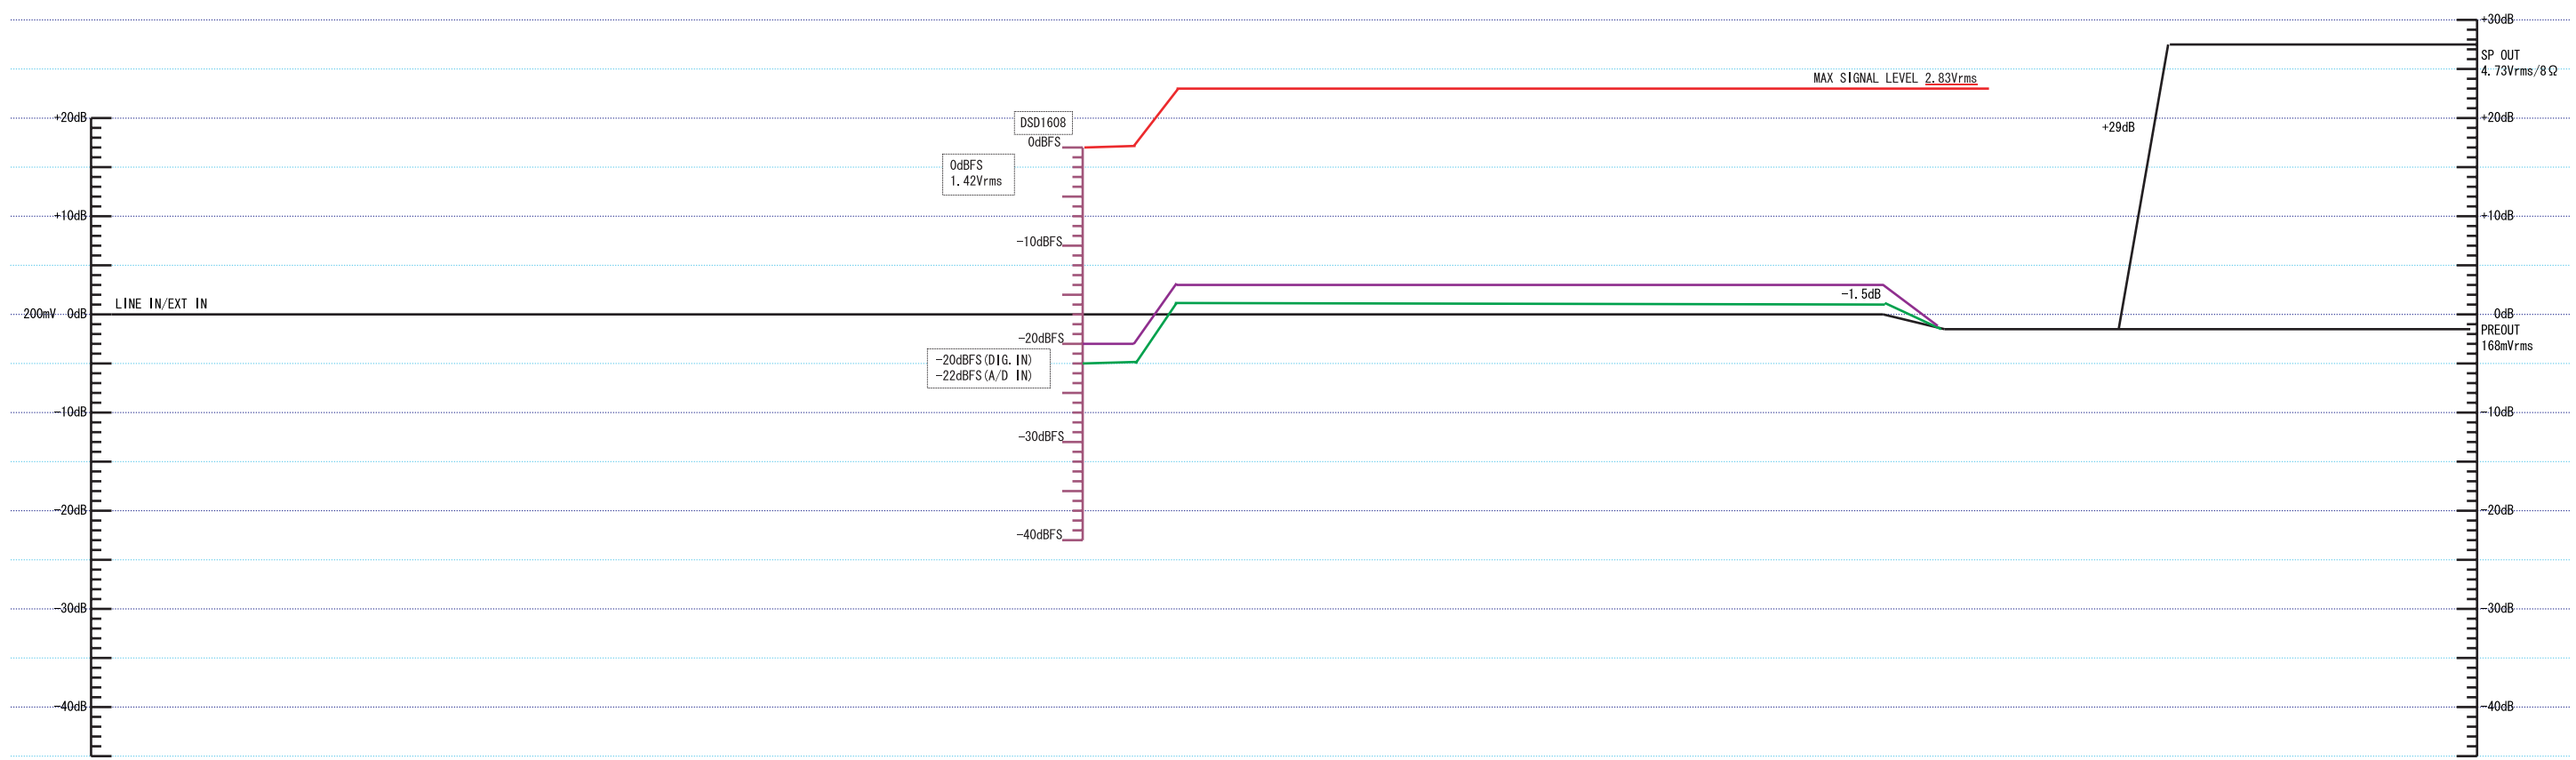 +20dB
+10dB
LINE IN/EXT IN
200mV 0dB
-10dB
-20dB
-30dB
-40dB
DSD1608
0dBFS
0dBFS
1.42Vrms
-10dBFS
-20dBFS
-20dBFS(DIG.IN)
-22dBFS(A/D IN)
-30dBFS
-40dBFS
MAX SIGNAL LEVEL 2.83Vrms
-1.5dB
+29dB
+30dB
SP OUT
4.73Vrms/8Ω
+20dB
+10dB
0dB
PREOUT
168mVrms
-10dB
-20dB
-30dB
-40dB